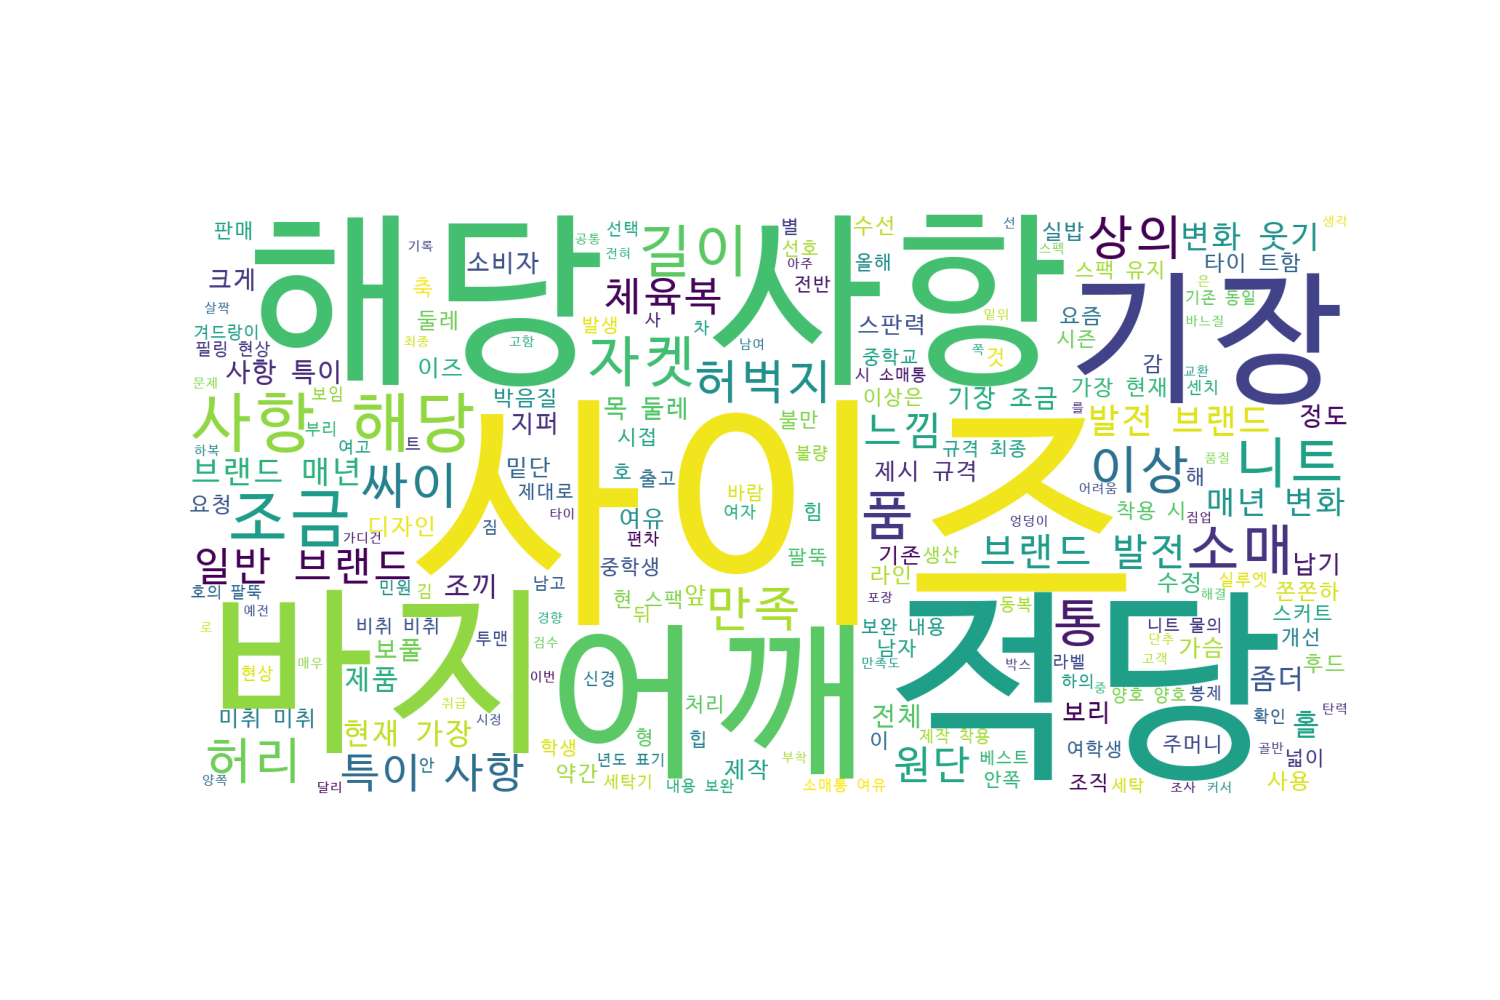 판매
기록
소비자
공통
선택
전혀
길이
별
선호
아주
수선
올해
선
실밥
스펙
상의
변화 웃기
생각
해당 사항
크게
축
체육복
전반
스팩 유지
타이 트함
은
기존 동일
살짝
겨드랑이
둘레
발생
사
차
스판력
밑위
요즘
시즌
바느질
기장
필링 현상
최종
고함
자켓
남여
중학교
쪽
것
감
사항 특이
이즈
허벅지
시 소매통
가장 현재
교환
센치
문제
보임
박음질
목 둘레
불만
이상은
기장 조금
를
발전 브랜드
정도
사항 해당
부리
지퍼
시접
느낌
하복
여고
트
불량
규격 최종
품질
브랜드 매년
싸이
밑단
호
출고
사이즈
제시 규격
이상
해
니트
요청
조금
제대로
바람
어려움
매년 변화
디자인
짐
타이
여유
여자
힘
품
엉덩이
착용 시
집업
가디건
편차
일반 브랜드
중학생
팔뚝
기존
생산
브랜드 발전
소매
납기
호의 팔뚝
민원
김
조끼
남고
현 스팩
앞
만족
라인
포장
수정
실루엣
해결
쫀쫀하
예전
뒤
동복
통
로
비취 비취
투맨
경향
보완 내용
니트 물의
스커트
바지
보풀
검수
어깨
남자
적당
단추
가슴
개선
매우
만족도
박스
라벨
고객
후드
현상
제품
이번
신경
하의
중
양호 양호
봉제
좀더
취급
처리
전체
보리
미취 미취
현재 가장
시정
확인
홀
탄력
허리
학생
형
힙
이
제작 착용
여학생
주머니
골반
넓이
양쪽
특이 사항
안
약간
년도 표기
제작
부착
원단
베스트
안쪽
조직
세탁
사용
달리
세탁기
내용 보완
소매통 여유
조사
커서